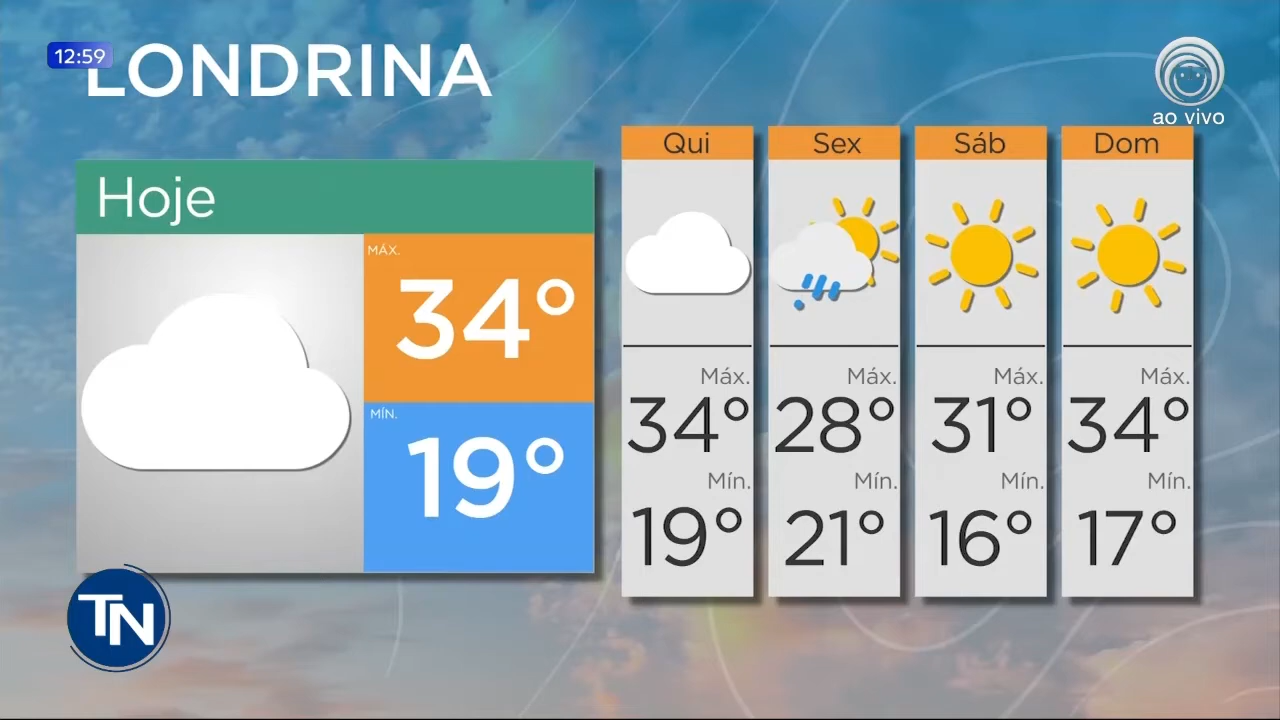 12:59
LONDRINA
ao vivo
Hoje
MÁX.
34°
MÍN.
19°
Qui
Máx.
34°
Mín.
19°
Sex
Máx.
28°
Mín.
21°
Sáb
Máx.
31°
Mín.
16°
Dom
Máx.
34°
Mín.
17°
TN